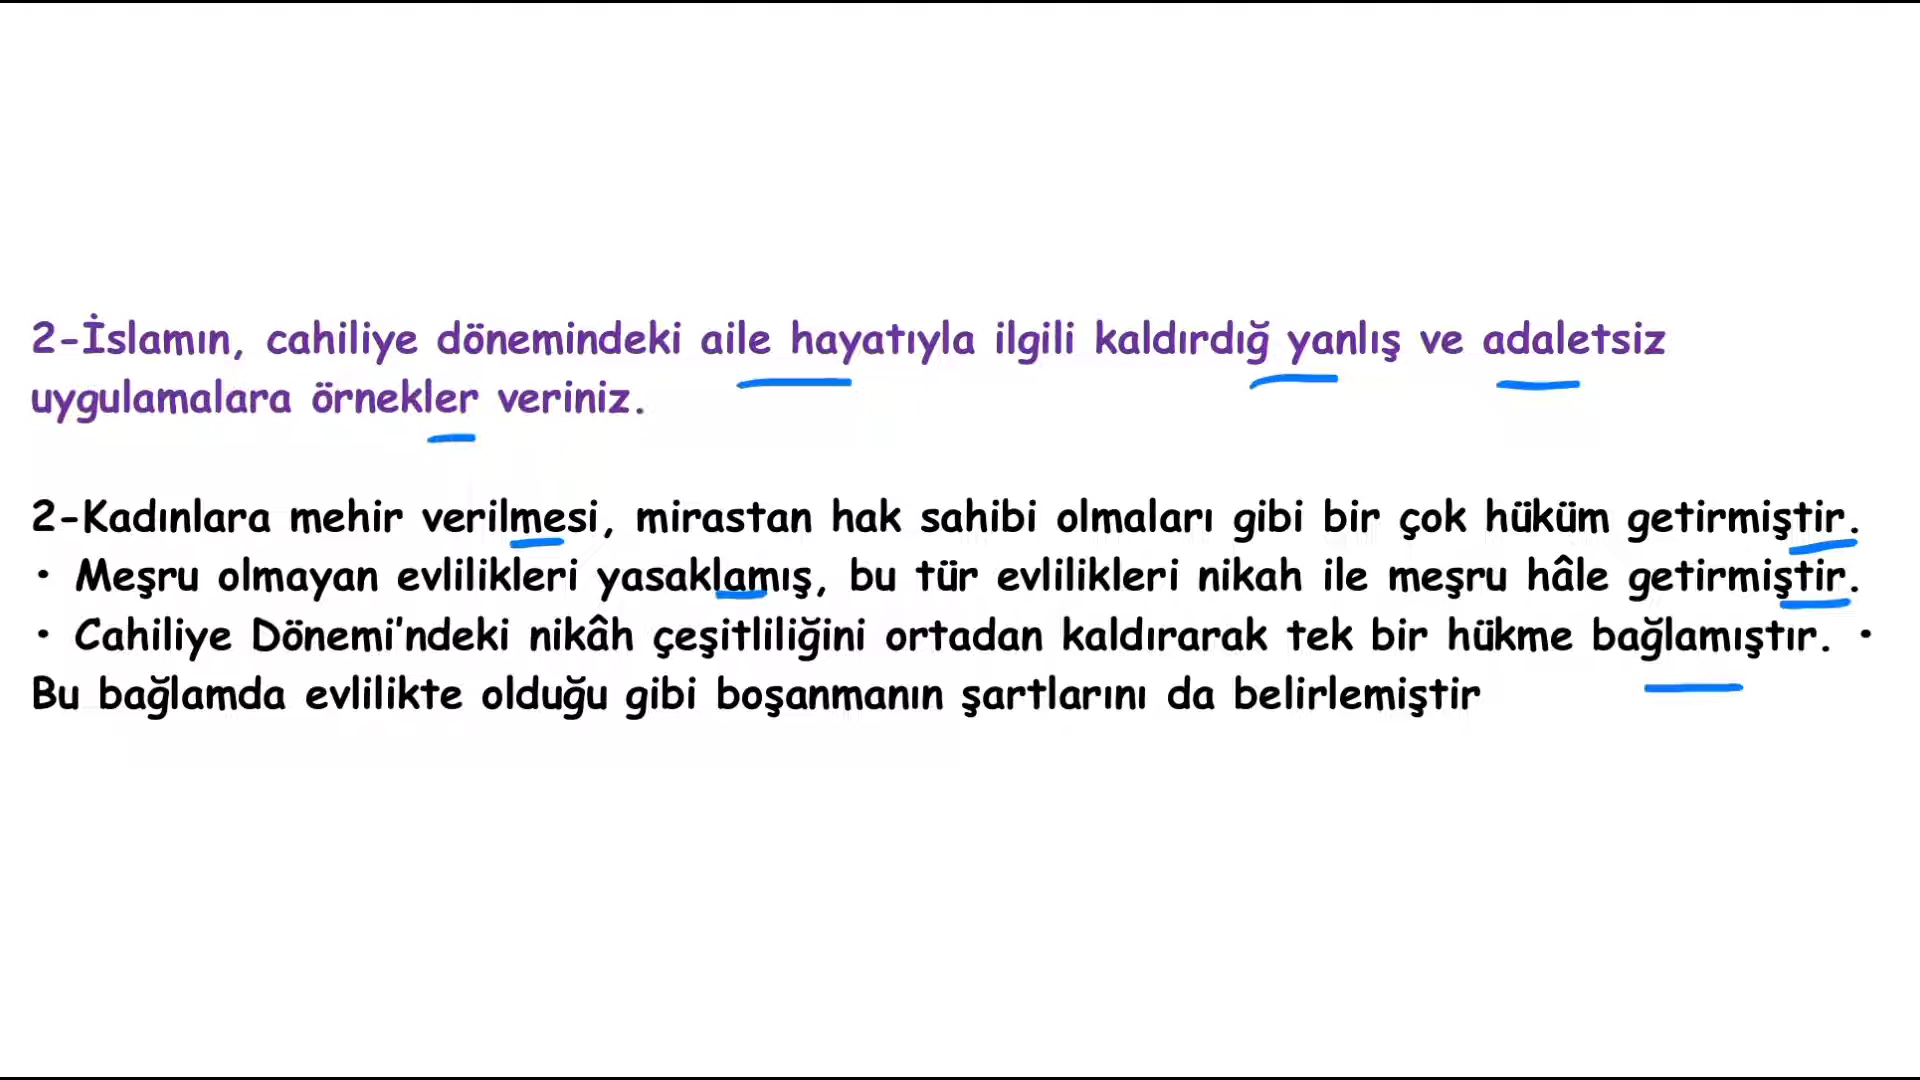 2-İslamın, cahiliye dönemindeki aile hayatıyla ilgili kaldırdığ yanlış ve adaletsiz
uygulamalara örnekler veriniz.
2-Kadınlara mehir verilmesi, mirastan hak sahibi olmaları gibi bir çok hüküm getirmiştir.
• Meşru olmayan evlilikleri yasaklamış, bu tür evlilikleri nikah ile meşru hâle getirmiştir.
• Cahiliye Dönemi'ndeki nikâh çeşitliliğini ortadan kaldırarak tek bir hükme bağlamıştır. •
Bu bağlamda evlilikte olduğu gibi boşanmanın şartlarını da belirlemiştir